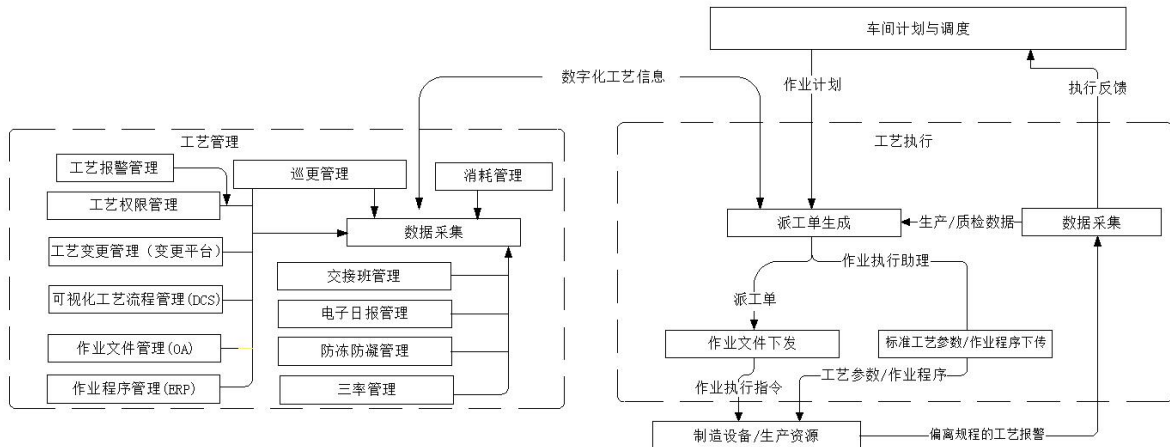 车间计划与调度
数字化工艺信息
作业计划
执行反馈
工艺管理
工艺执行
工艺报警管理
巡更管理
消耗管理
工艺权限管理
数据采集
派工单生成
生产/质检数据
数据采集
工艺变更管理(变更平台)
交接班管理
作业执行助理
可视化工艺流程管理(DCS)
电子日报管理
派工单
作业文件管理(OA)
防冻防凝管理
作业文件下发
标准工艺参数/作业程序下传
作业程序管理(ERP)
三率管理
作业执行指令
工艺参数/作业程序
制造设备/生产资源
偏离规程的工艺报警